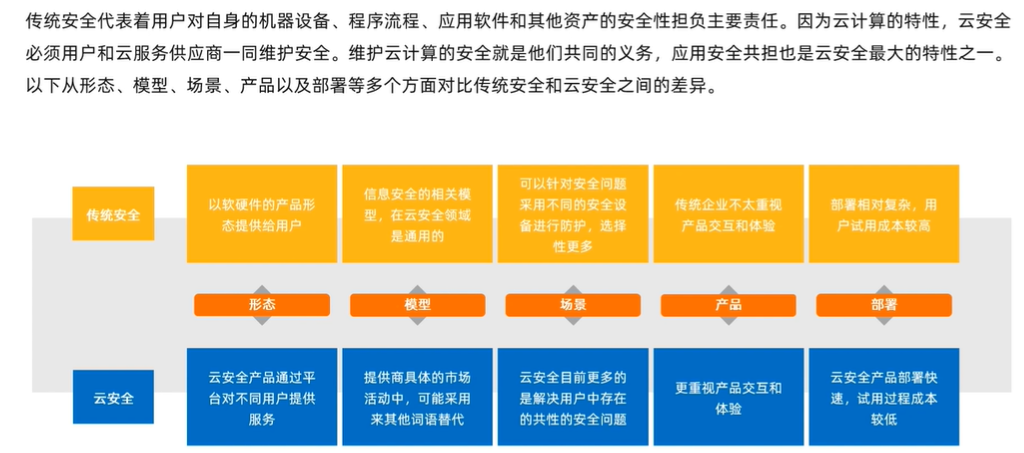 传统安全代表着用户对自身的机器设备、程序流程、应用软件和其他资产的安全性担负主要责任。因为云计算的特性，云安全
必须用户和云服务供应商一同维护安全。维护云计算的安全就是他们共同的义务，应用安全共担也是云安全最大的特性之一。
以下从形态、模型、场景、产品以及部署等多个方面对比传统安全和云安全之间的差异。
传统安全
以软硬件的产品形
态提供给用户
信息安全的相关模
型，在云安全领域
是通用的
可以针对安全问题
采用不同的安全设
备进行防护，选择
性更多
传统企业不太重视
产品交互和体验
部署相对复杂，用
户试用成本较高
形态
模型
场景
产品
部署
云安全
云安全产品通过平
台对不同用户提供
服务
提供商具体的市场
活动中，可能采用
来其他词语替代
云安全目前更多的
是解决用户中存在
的共性的安全问题
更重视产品交互和
体验
云安全产品部署快
速，试用过程成本
较低